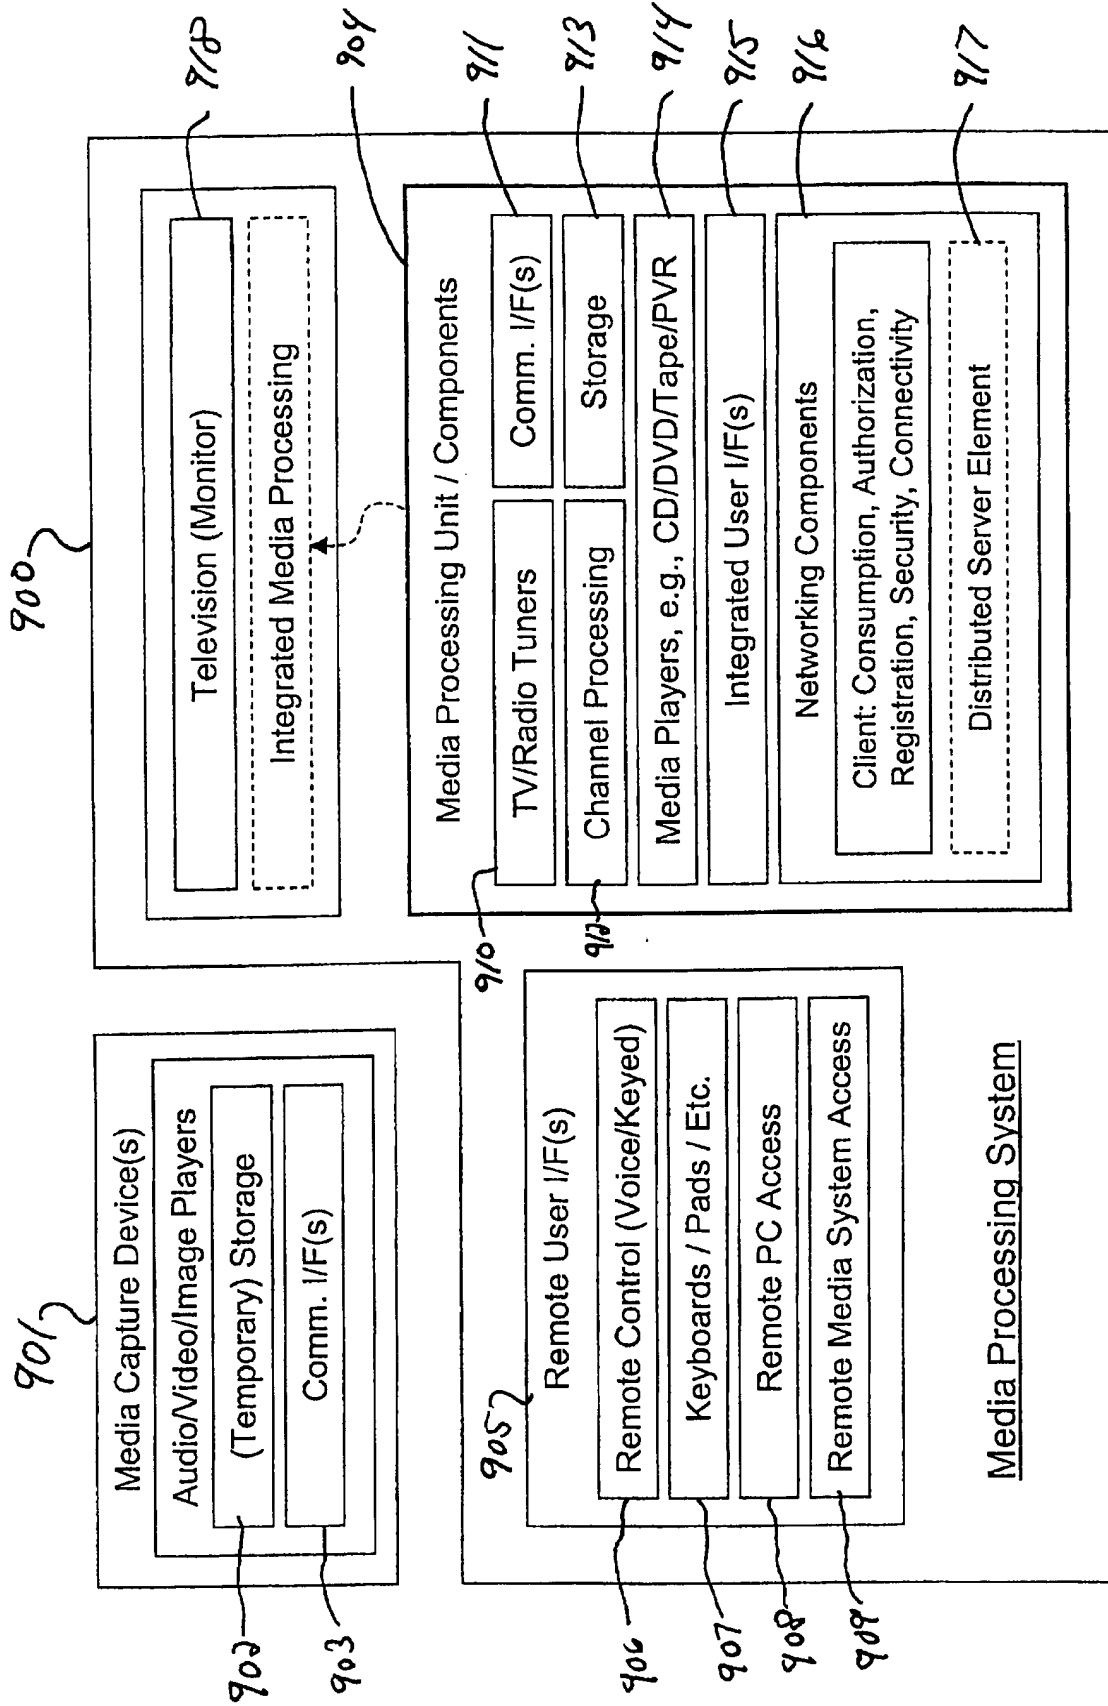 901
Media Capture Device(s)
Audio/Video/Image Players
(Temporary) Storage
Comm. I/F(s)
902
903
900
Television (Monitor)
918
Integrated Media Processing
904
Media Processing Unit / Components
TV/Radio Tuners
Comm. I/F(s)
910
911
Channel Processing
Storage
912
913
Media Players, e.g., CD/DVD/Tape/PVR
914
Integrated User I/F(s)
915
Networking Components
916
Client: Consumption, Authorization,
Registration, Security, Connectivity
Distributed Server Element
917
905
Remote User I/F(s)
Remote Control (Voice/Keyed)
906
Keyboards / Pads / Etc.
907
Remote PC Access
908
Remote Media System Access
909
Media Processing System